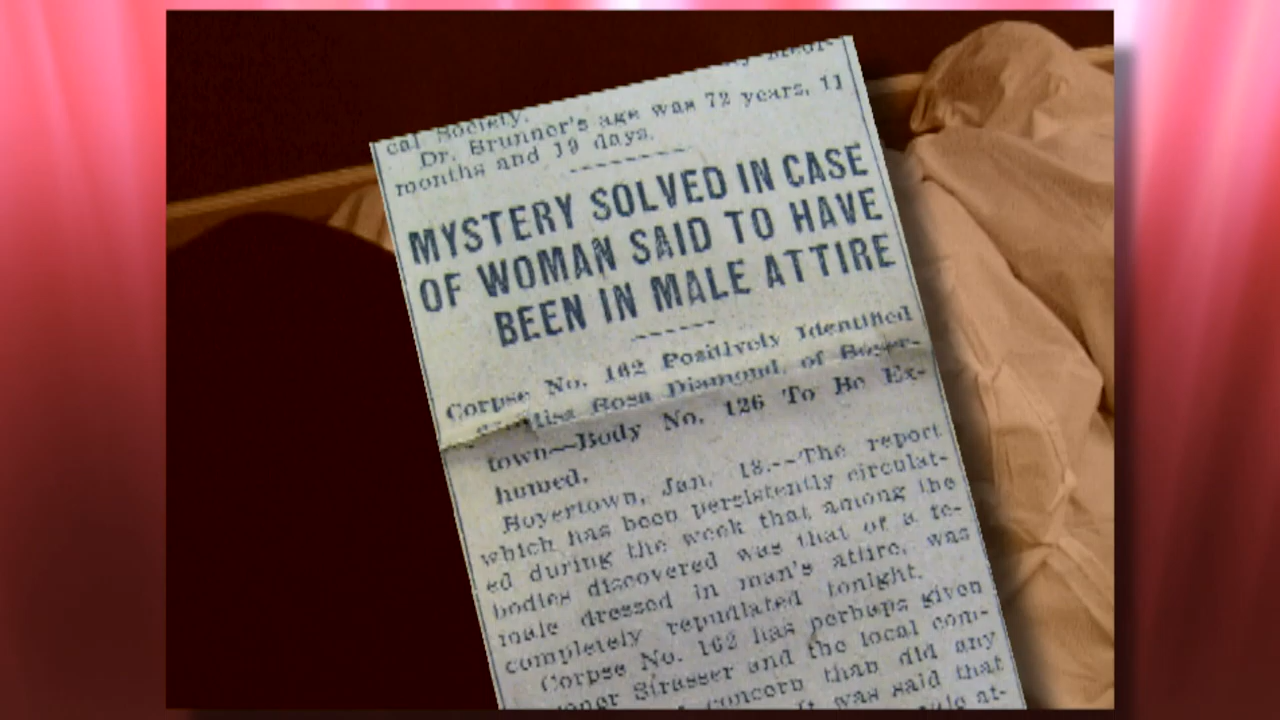 cal Society.
Dr. Brunner's age was 72 years, 11
months and 19 days.
MYSTERY SOLVED IN CASE
OF WOMAN SAID TO HAVE
BEEN IN MALE ATTIRE
Corpse No. 162 Positively Identified
as Miss Rosa Diamond, of Boyer-
town—Body No. 126 To Be Ex-
humed.
Boyertown, Jan. 18.--The report
which has been persistently circulat-
ed during the week that among the
bodies discovered was that of a fe-
male dressed in man's attire, was
completely repudiated tonight.
Corpse No. 162 has perhaps given
Strasser and the local com-
concern than did any
It was said that
at-